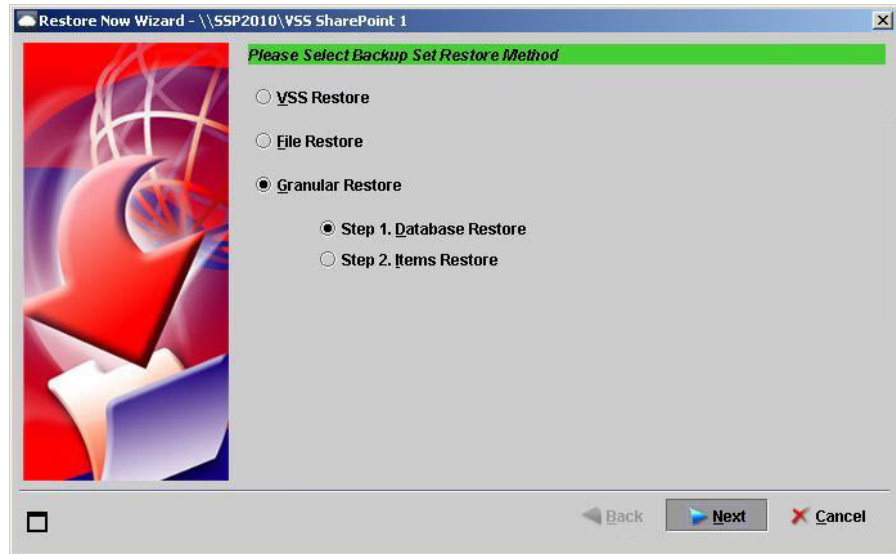 Restore Now Wizard - \\SSP2010\VSS SharePoint 1
Please Select Backup Set Restore Method
VSS Restore
File Restore
Granular Restore
Step 1. Database Restore
Step 2. Items Restore
Back Next Cancel